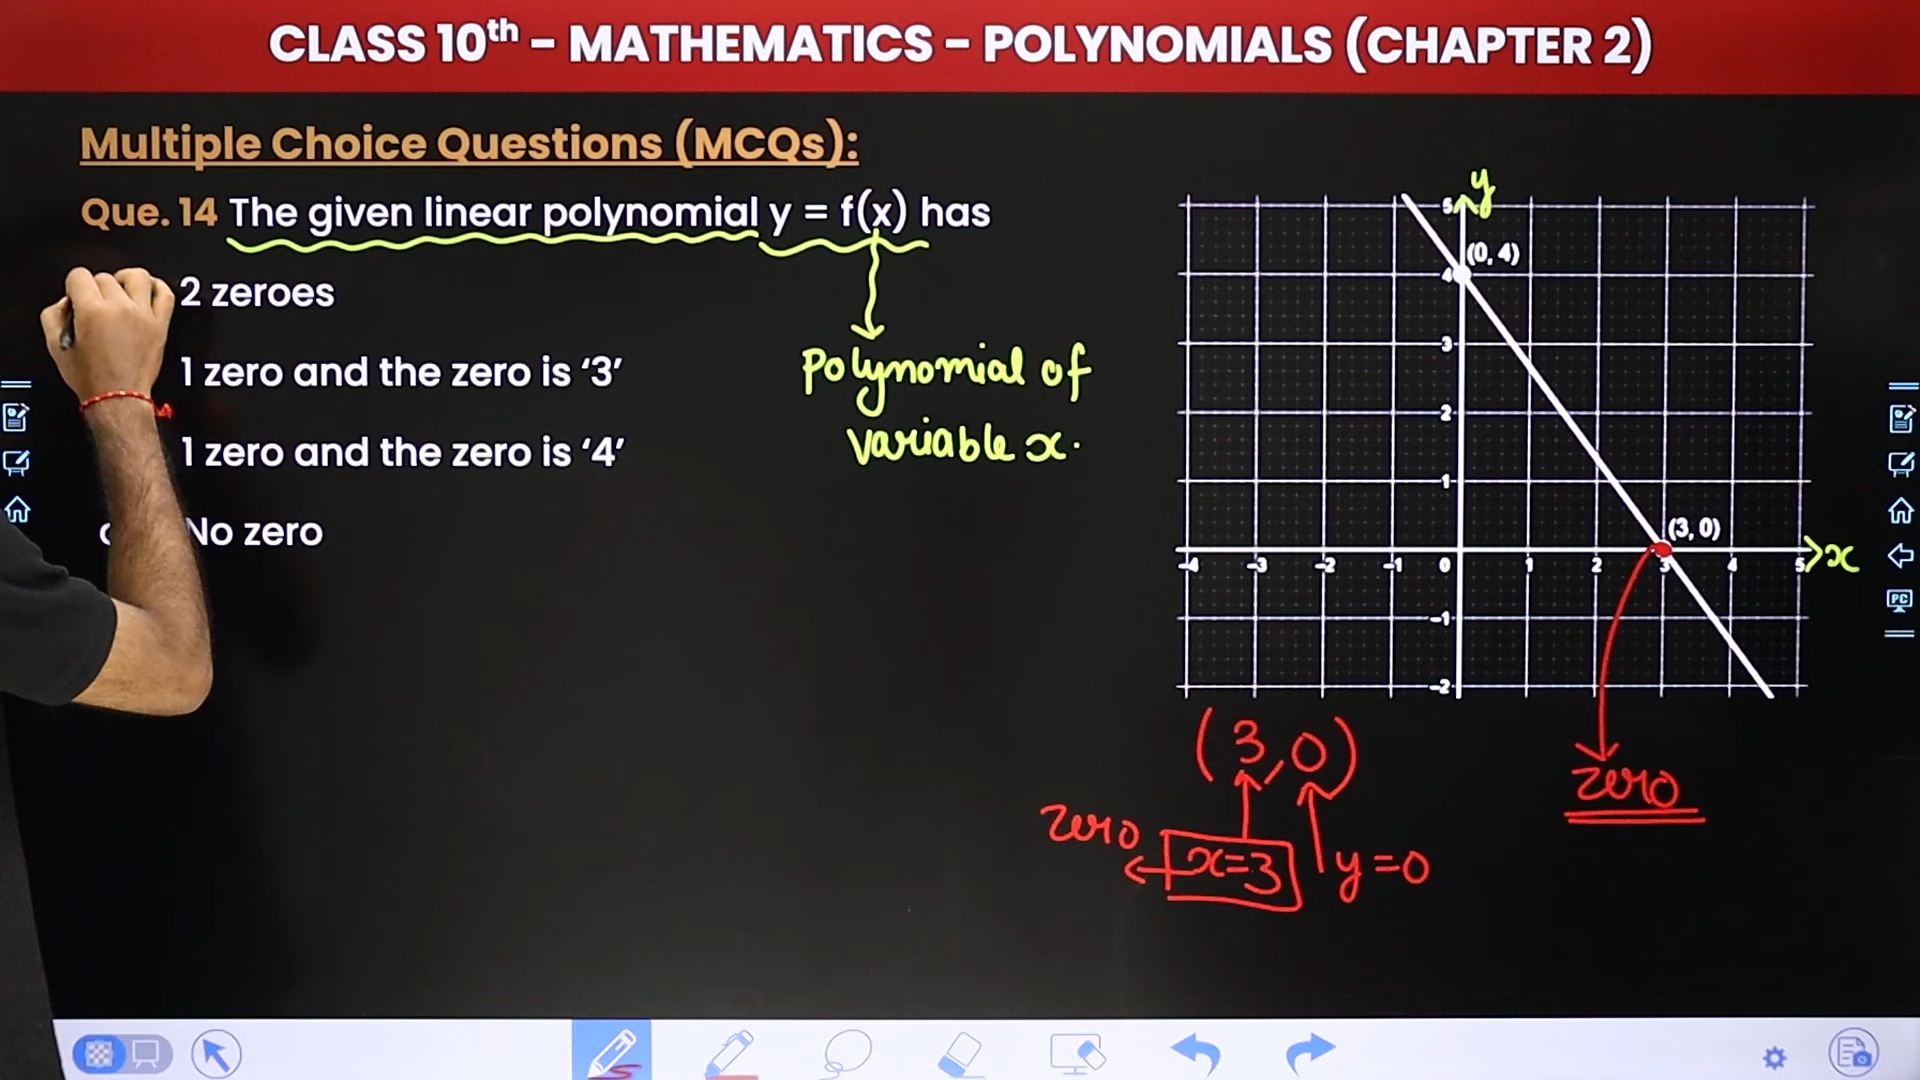 CLASS 10th - MATHEMATICS - POLYNOMIALS (CHAPTER 2)
Multiple Choice Questions (MCQs):
Que. 14 The given linear polynomial y = f(x) has
2 zeroes
1 zero and the zero is ‘3’
1 zero and the zero is ‘4’
No zero
Polynomial of
variable x.
y
5
(0, 4)
4
3
2
1
(3, 0)
x
-4 -3 -2 -1 0 1 2 3 4 5
-1
-2
(3,0)
zero
zero
x=3
y=0
PC